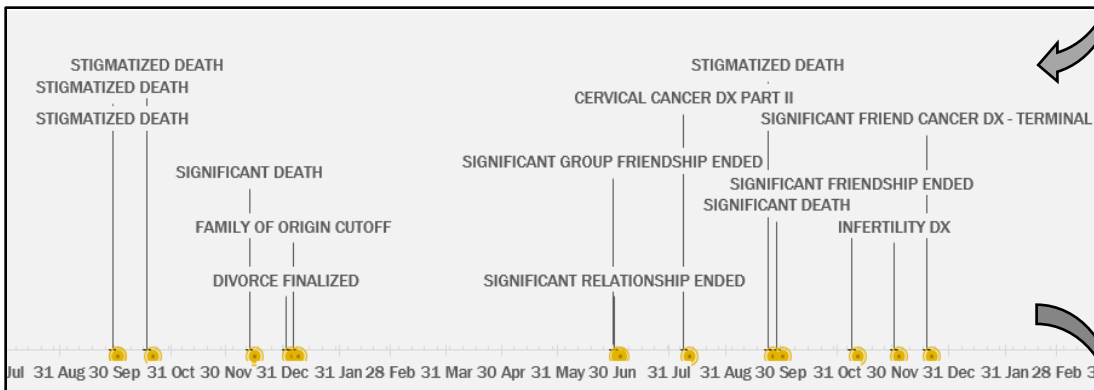 STIGMATIZED DEATH
STIGMATIZED DEATH
STIGMATIZED DEATH
SIGNIFICANT DEATH
FAMILY OF ORIGIN CUTOFF
DIVORCE FINALIZED
STIGMATIZED DEATH
CERVICAL CANCER DX PART II
SIGNIFICANT FRIEND CANCER DX - TERMINAL
SIGNIFICANT GROUP FRIENDSHIP ENDED
SIGNIFICANT FRIENDSHIP ENDED
SIGNIFICANT DEATH
INFERTILITY DX
SIGNIFICANT RELATIONSHIP ENDED
Jul 31 Aug 30 Sep 31 Oct 30 Nov 31 Dec 31 Jan 28 Feb 31 Mar 30 Apr 31 May 30 Jun 31 Jul 31 Aug 30 Sep 31 Oct 30 Nov 31 Dec 31 Jan 28 Feb